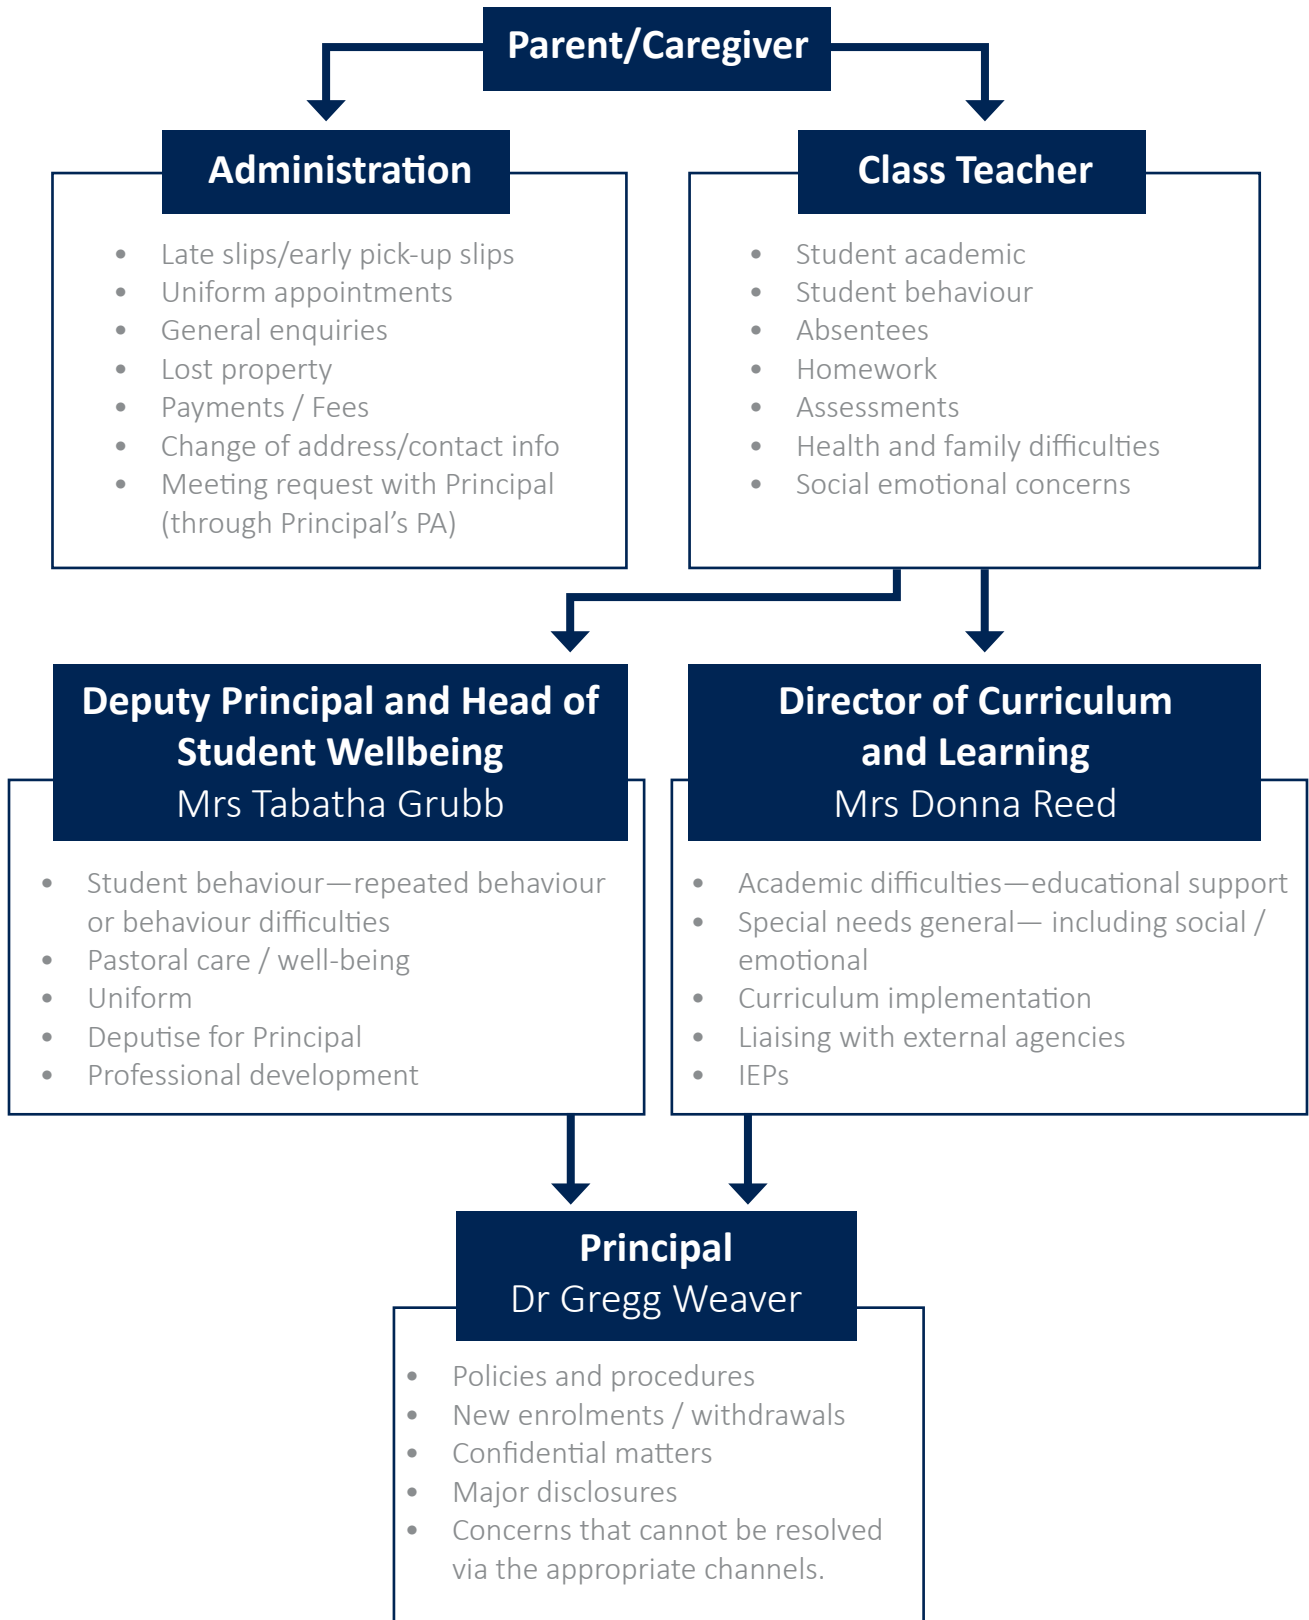 Parent/Caregiver
Administration
• Late slips/early pick-up slips
• Uniform appointments
• General enquiries
• Lost property
• Payments / Fees
• Change of address/contact info
• Meeting request with Principal
(through Principal’s PA)
Class Teacher
• Student academic
• Student behaviour
• Absentees
• Homework
• Assessments
• Health and family difficulties
• Social emotional concerns
Deputy Principal and Head of
Student Wellbeing
Mrs Tabatha Grubb
• Student behaviour—repeated behaviour
or behaviour difficulties
• Pastoral care / well-being
• Uniform
• Deputise for Principal
• Professional development
Director of Curriculum
and Learning
Mrs Donna Reed
• Academic difficulties—educational support
• Special needs general— including social /
emotional
• Curriculum implementation
• Liaising with external agencies
• IEPs
Principal
Dr Gregg Weaver
• Policies and procedures
• New enrolments / withdrawals
• Confidential matters
• Major disclosures
• Concerns that cannot be resolved
via the appropriate channels.